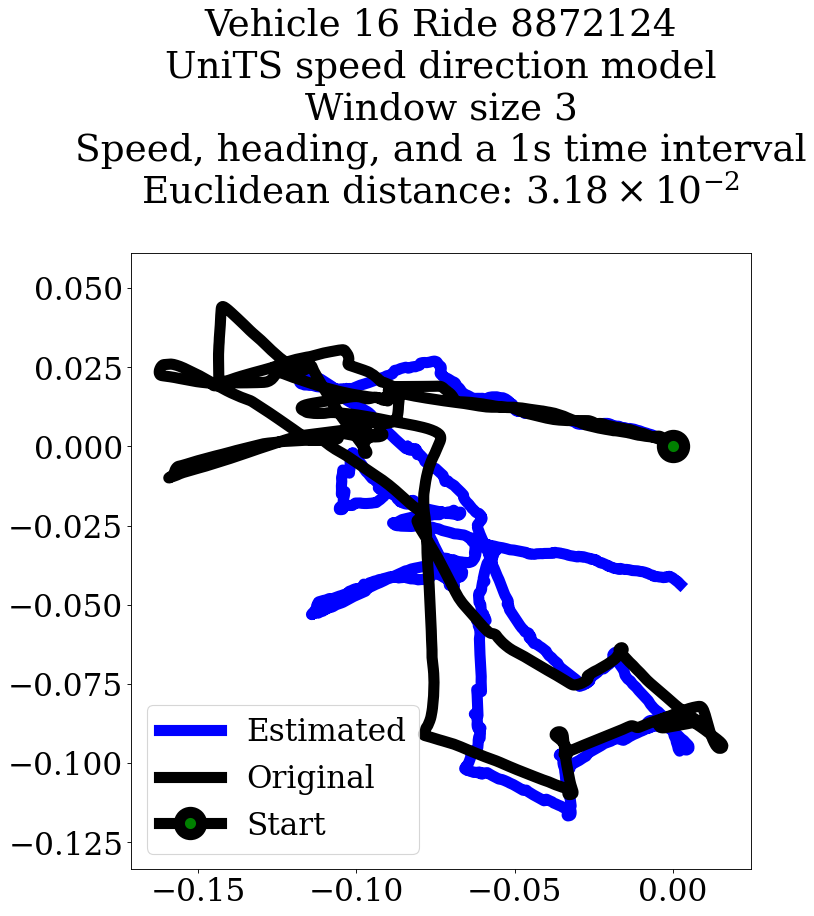 Vehicle 16 Ride 8872124
UniTS speed direction model
Window size 3
Speed, heading, and a 1s time interval
Euclidean distance: 3.18 × 10⁻²
0.050
0.025
0.000
−0.025
−0.050
−0.075
−0.100
−0.125
Estimated
Original
Start
−0.15 −0.10 −0.05 0.00